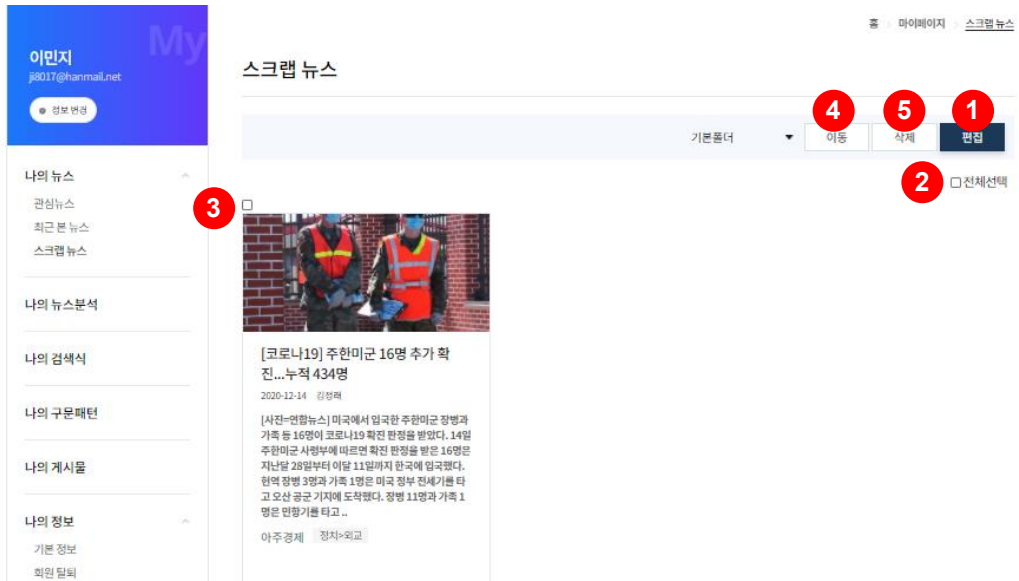 홈 > 마이페이지 > 스크랩 뉴스
My
이민지
ji8017@hanmail.net
정보 변경
스크랩 뉴스
4
5
1
기본폴더
이동
삭제
편집
2
전체선택
나의 뉴스
관심뉴스
최근 본 뉴스
스크랩 뉴스
나의 뉴스분석
나의 검색식
나의 구문패턴
나의 게시물
나의 정보
기본 정보
회원 탈퇴
3
[코로나19] 주한미군 16명 추가 확
진...누적 434명
2020-12-14 김정래
[사진=연합뉴스] 미국에서 입국한 주한미군 장병과
가족 등 16명이 코로나19 확진 판정을 받았다. 14일
주한미군 사령부에 따르면 확진 판정을 받은 16명은
지난달 28일부터 이달 11일까지 한국에 입국했다.
현역 장병 3명과 가족 1명은 미국 정부 전세기를 타
고 오산 공군 기지에 도착했다. 장병 11명과 가족 1
명은 민항기를 타고 ..
아주경제 정치>외교